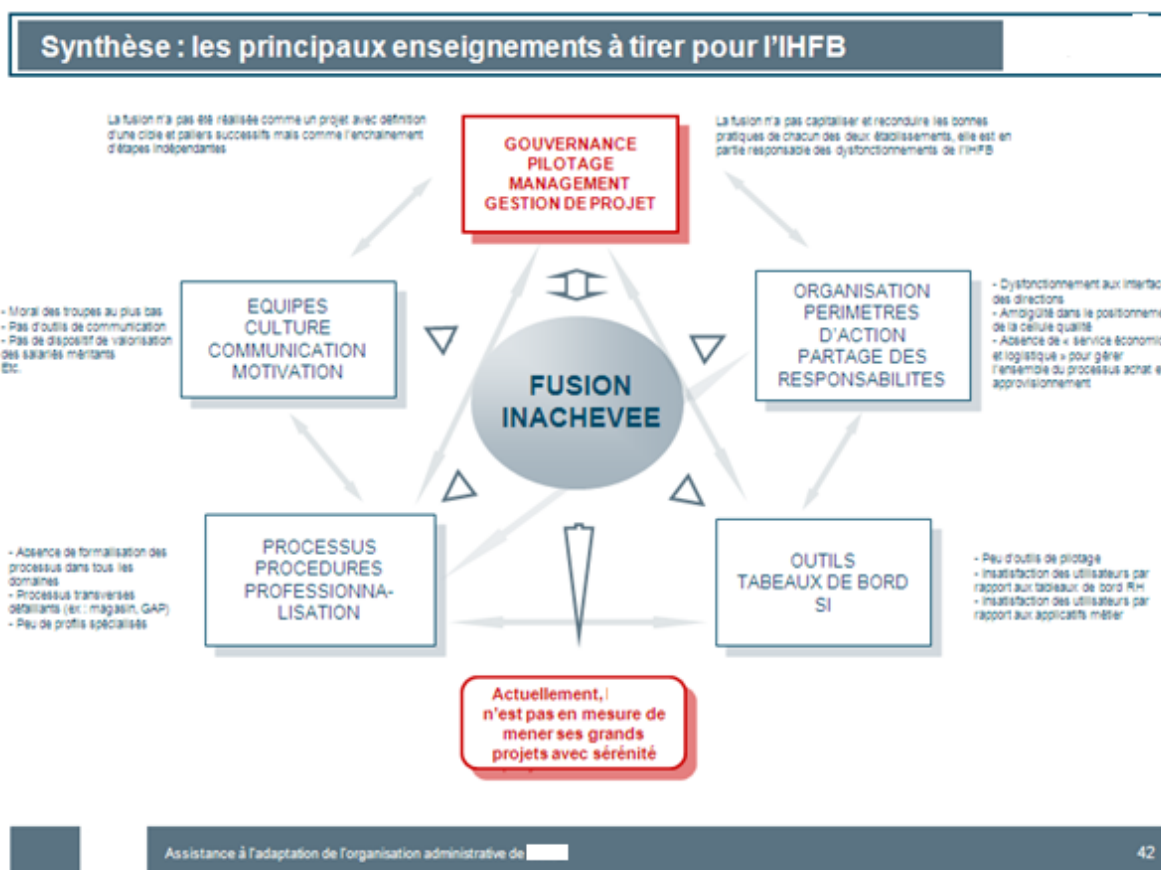 Synthèse : les principaux enseignements à tirer pour l'IHFB
La fusion n'a pas été réalisée comme un projet avec définition
d'une cible et paliers successifs mais comme l'enchainement
d'étapes indépendantes
GOUVERNANCE
PILOTAGE
MANAGEMENT
GESTION DE PROJET
La fusion n'a pas capitaliser et reconduire les bonnes
pratiques de chacun des deux établissements, elle est en
partie responsable des dysfonctionnements de l'IHFB
- Moral des troupes au plus bas
- Pas d'outils de communication
- Pas de dispositif de valorisation
des salariés méritants
Etc.
EQUIPES
CULTURE
COMMUNICATION
MOTIVATION
FUSION
INACHEVEE
ORGANISATION
PERIMETRES
D'ACTION
PARTAGE DES
RESPONSABILITES
- Dysfonctionnement aux interfac
des directions
- Ambigüité dans le positionneme
de la cellule qualité
- Absence de « service économiq
et logistique » pour gérer
l'ensemble du processus achat e
approvisionnement
- Absence de formalisation des
processus dans tous les
domaines
- Processus transverses
défaillants (ex : magasin, GAP)
- Peu de profils spécialisés
PROCESSUS
PROCEDURES
PROFESSIONNA-
LISATION
OUTILS
TABEAUX DE BORD
SI
- Peu d'outils de pilotage
- Insatisfaction des utilisateurs par
rapport aux tableaux de bord RH
- Insatisfaction des utilisateurs par
rapport aux applicatifs métier
Actuellement,
n'est pas en mesure de
mener ses grands
projets avec sérénité
Assistance à l'adaptation de l'organisation administrative de
42